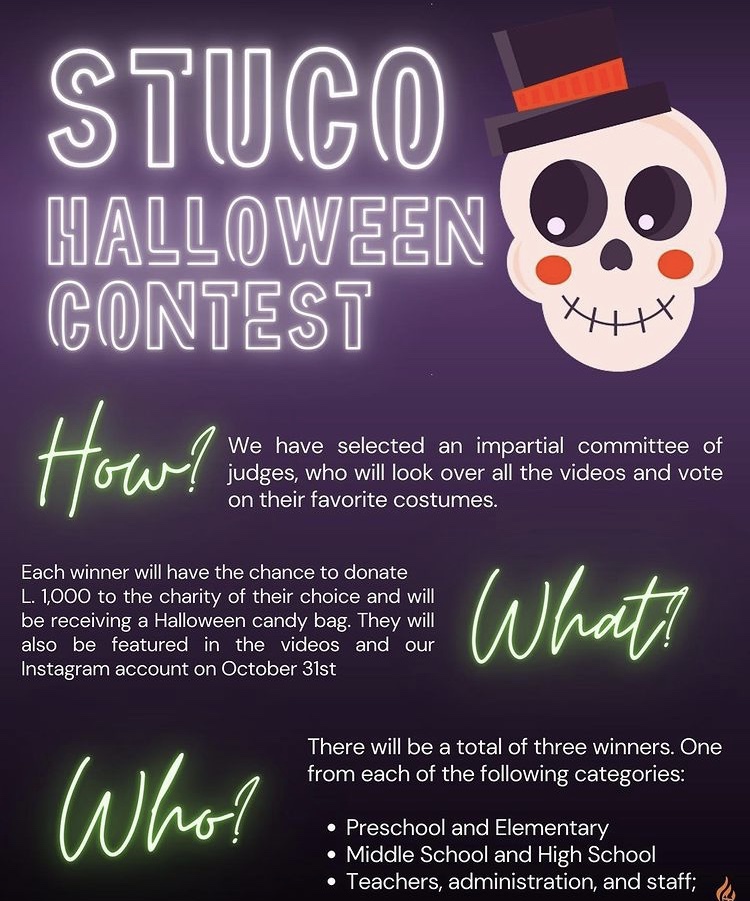 STUCO
HALLOWEEN
CONTEST
How?
We have selected an impartial committee of
judges, who will look over all the videos and vote
on their favorite costumes.
Each winner will have the chance to donate
L. 1,000 to the charity of their choice and will
be receiving a Halloween candy bag. They will
also be featured in the videos and our
Instagram account on October 31st
What?
Who?
There will be a total of three winners. One
from each of the following categories:
• Preschool and Elementary
• Middle School and High School
• Teachers, administration, and staff;